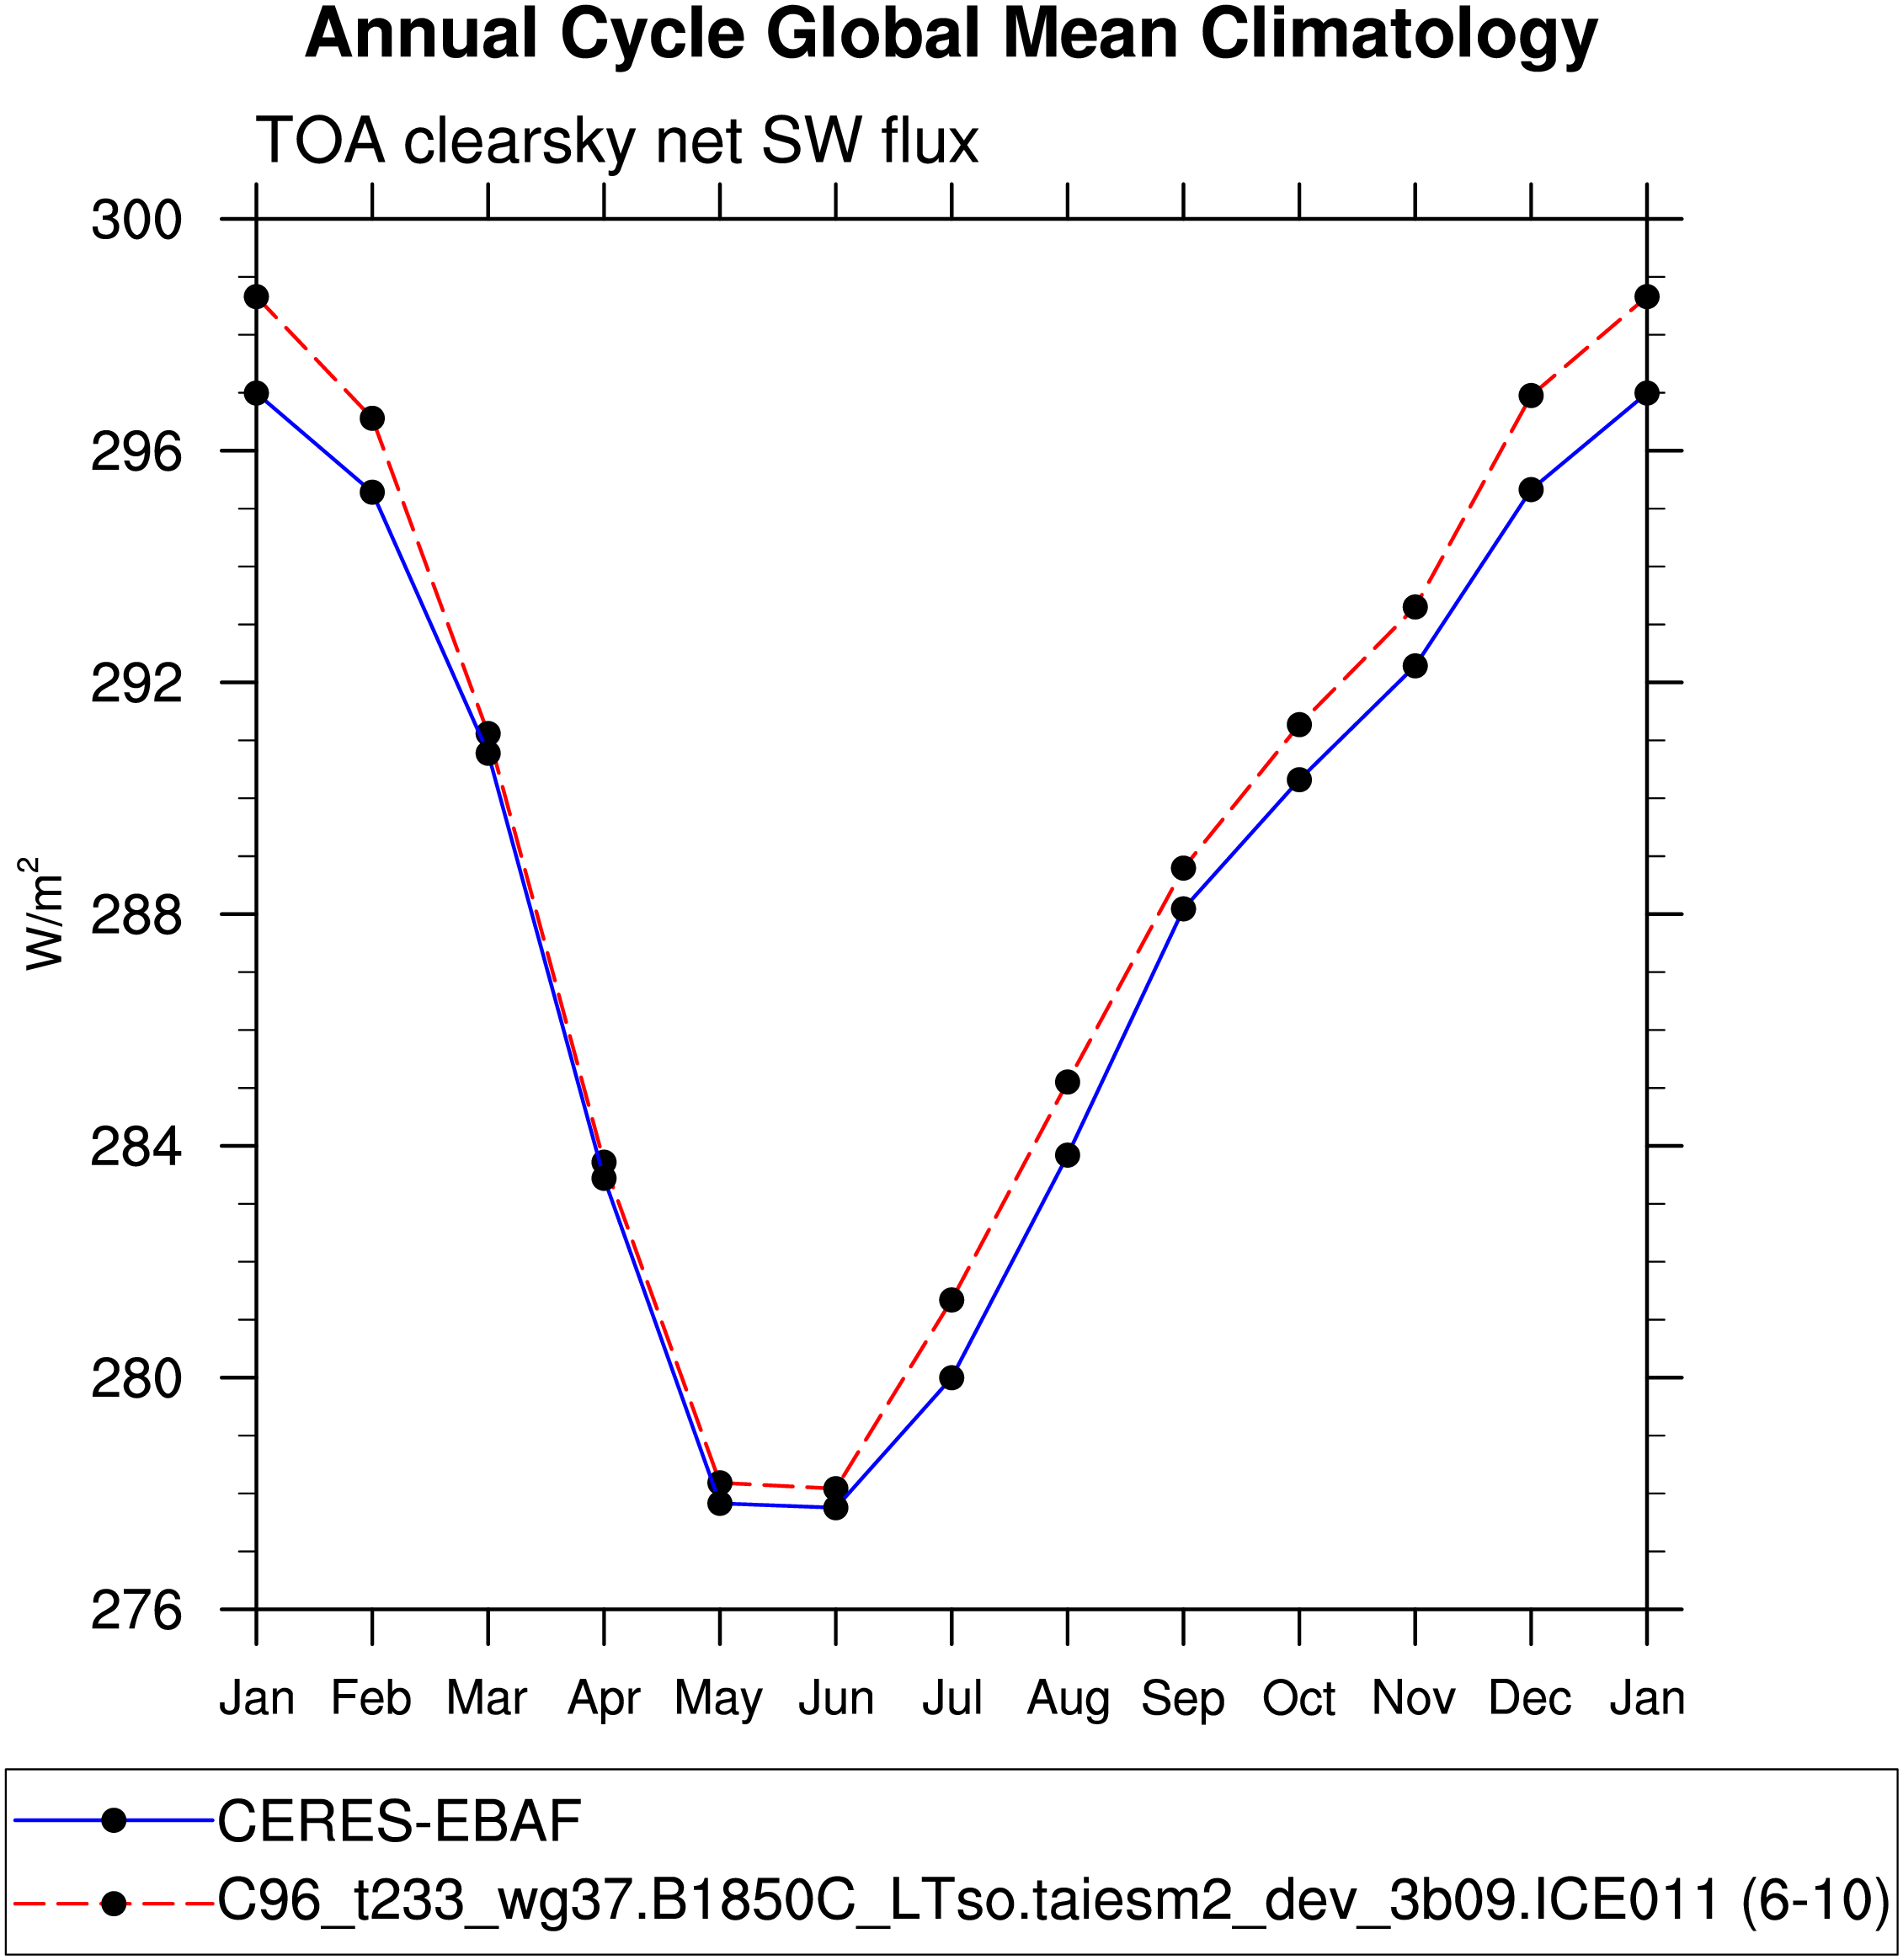 Annual Cycle Global Mean Climatology
TOA clearsky net SW flux
300
296
292
288
284
280
276
W/m²
Jan Feb Mar Apr May Jun Jul Aug Sep Oct Nov Dec Jan
CERES-EBAF
C96_t233_wg37.B1850C_LTso.taiesm2_dev_3b09.ICE011 (6-10)